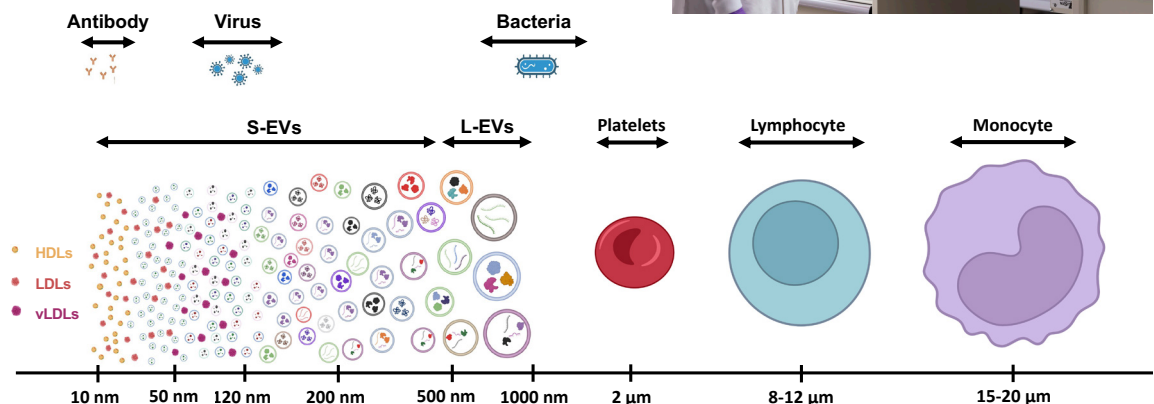 Antibody
Virus
Bacteria
S-EVs
L-EVs
Platelets
Lymphocyte
Monocyte
HDLs
LDLs
vLDLs
10 nm
50 nm
120 nm
200 nm
500 nm
1000 nm
2 µm
8-12 µm
15-20 µm